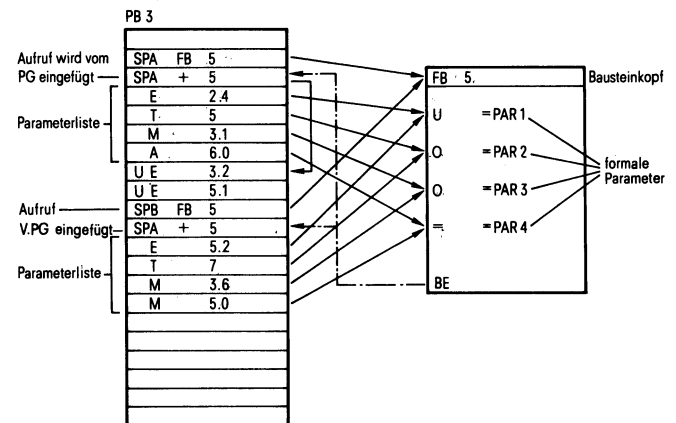 PB 3
Aufruf wird vom
PG eingefügt
Parameterliste
Aufruf
V.PG eingefügt
Parameterliste
SPA FB 5
SPA + 5
E 2.4
T 5
M 3.1
A 6.0
U E 3.2
U E 5.1
SPB FB 5
SPA + 5
E 5.2
T 7
M 3.6
M 5.0
FB 5.
Bausteinkopf
U =PAR 1
O. =PAR 2
O. =PAR 3
= =PAR 4
BE
formale
Parameter